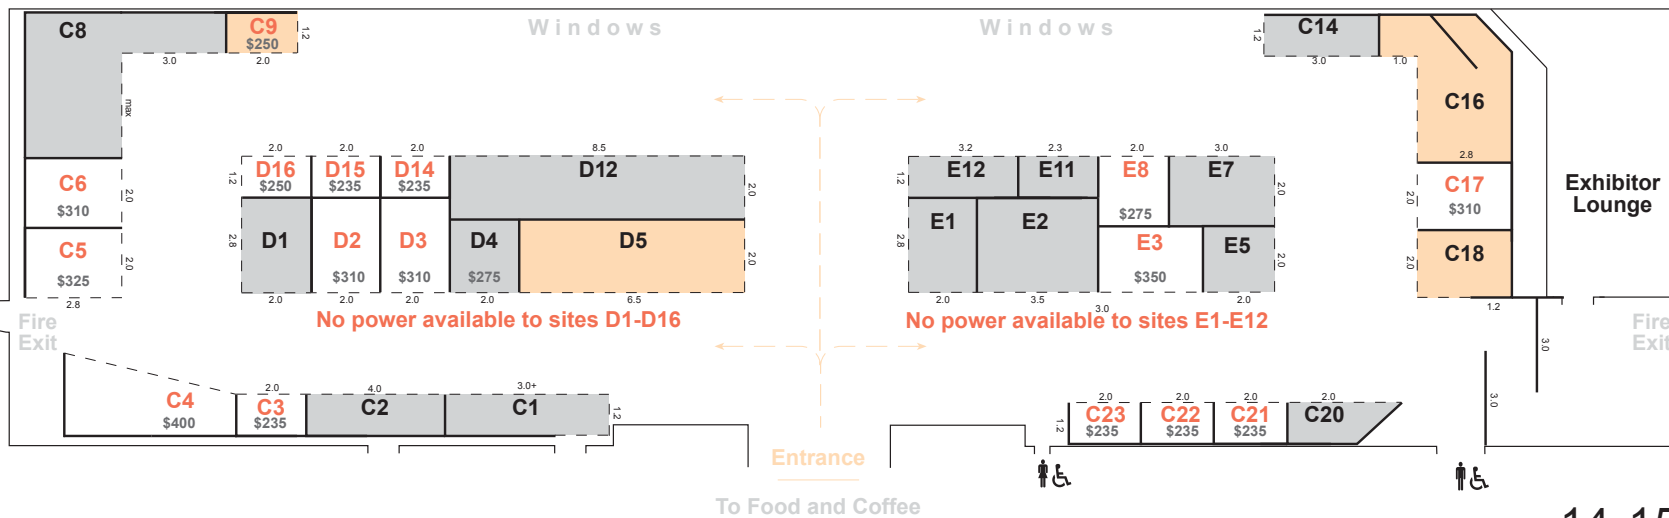 Windows
Windows
C8
C9
$250
1.2
3.0
2.0
max
C14
1.2
3.0
1.0
C16
2.8
C6
$310
2.0
C5
$325
2.0
2.8
2.0
2.0
2.0
8.5
D16
$250
D15
$235
D14
$235
D12
1.2
2.0
D1
D2
$310
D3
$310
D4
$275
D5
2.8
2.0
2.0
2.0
2.0
2.0
6.5
No power available to sites D1-D16
3.2
2.3
2.0
3.0
E12
E11
E8
$275
E7
1.2
2.0
E1
E2
E3
$350
E5
2.8
2.0
2.0
3.5
3.0
2.0
No power available to sites E1-E12
C17
$310
2.0
C18
2.0
1.2
Exhibitor
Lounge
Fire
Exit
Fire
Exit
3.0
3.0
C4
$400
2.0
C3
$235
4.0
C2
3.0+
C1
1.2
2.0
2.0
2.0
2.0
C23
$235
C22
$235
C21
$235
C20
1.2
Entrance
To Food and Coffee